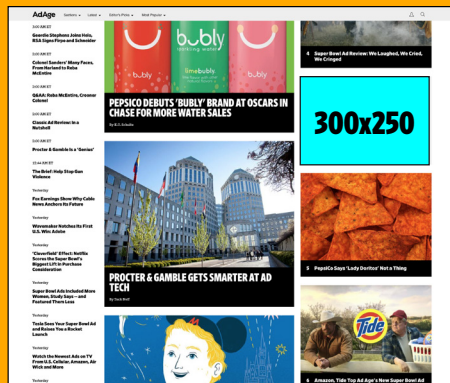 AdAge
Sections
Latest
Editor's Picks
Most Popular
3:00 AM ET
Geordie Stephens Joins Holo,
RSA Signs Firpo and Schneider
3:00 AM ET
Colonel Sanders' Many Faces,
From Harland to Reba
McEntire
3:00 AM ET
Q&AA: Reba McEntire, Crooner
Colonel
3:00 AM ET
Classic Ad Review: In a
Nutshell
3:00 AM ET
Procter & Gamble Is a 'Genius'
12:44 AM ET
The Brief: Help Stop Gun
Violence
Yesterday
Fox Earnings Show Why Cable
News Anchors Its Future
Yesterday
Wavemaker Notches Its First
U.S. Win: Adobe
Yesterday
'Cloverfield' Effect: Netflix
Scores the Super Bowl's
Biggest Lift in Purchase
Consideration
Yesterday
Super Bowl Ads Included More
Women, Study Says – and
Featured Them Less
Yesterday
Tesla Sees Your Super Bowl Ad
and Raises You a Rocket
Launch
Yesterday
Watch the Newest Ads on TV
From U.S. Cellular, Amazon, Air
Wick and More
Yesterday
bubly
sparkling water
limebubly.
bubly
bubly
PEPSICO DEBUTS 'BUBLY' BRAND AT OSCARS IN
CHASE FOR MORE WATER SALES
By E.J. Schultz
PROCTER & GAMBLE GETS SMARTER AT AD
TECH
By Jack Neff
4 Super Bowl Ad Review: We Laughed, We Cried,
We Cringed
300x250
5 PepsiCo Says 'Lady Doritos' Not a Thing
Tide
6 Amazon, Tide Top Ad Age's New Super Bowl Ad